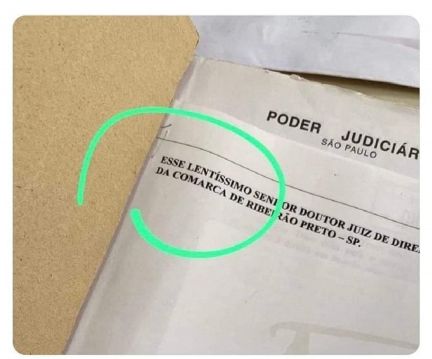 PODER JUDICIÁR
SÃO PAULO
ESSE LENTÍSSIMO SENHOR DOUTOR JUIZ DE DIRE
DA COMARCA DE RIBEIRÃO PRETO – SP.